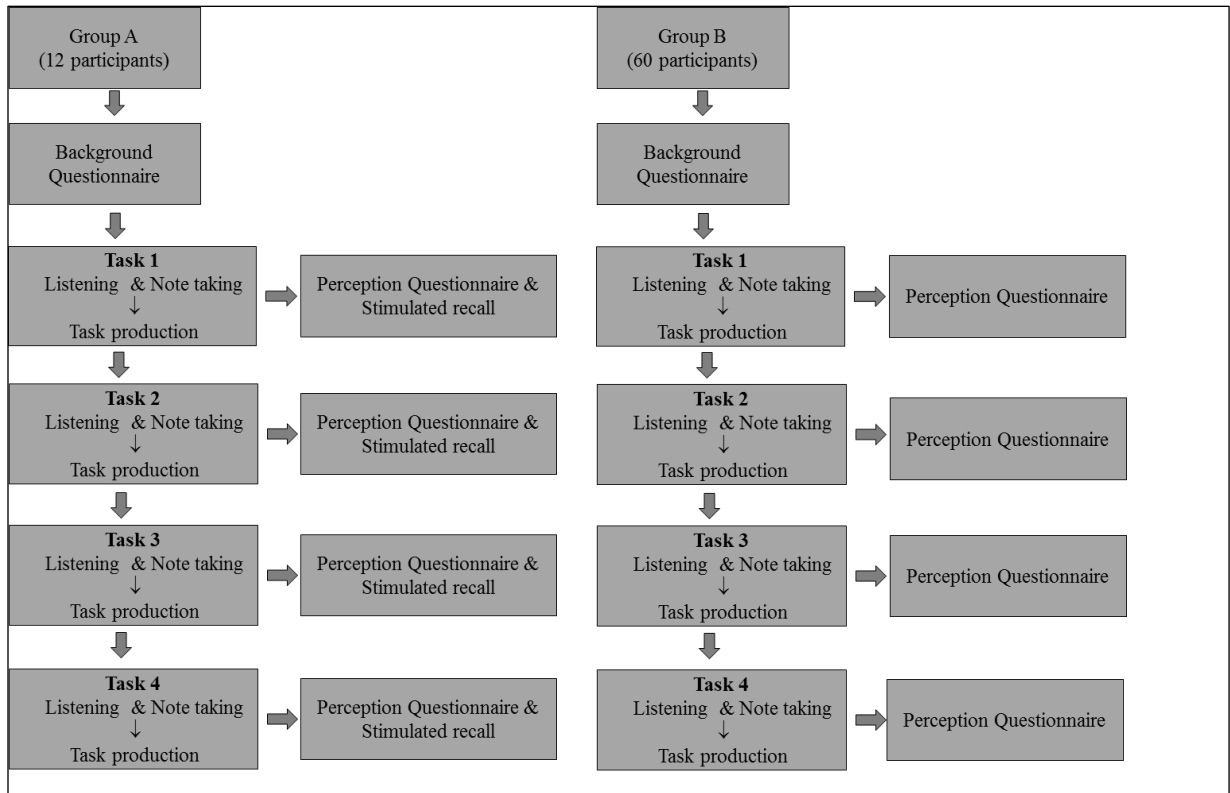 Group A
(12 participants)
Background
Questionnaire
Task 1
Listening & Note taking
↓
Task production
Perception Questionnaire &
Stimulated recall
Task 2
Listening & Note taking
↓
Task production
Perception Questionnaire &
Stimulated recall
Task 3
Listening & Note taking
↓
Task production
Perception Questionnaire &
Stimulated recall
Task 4
Listening & Note taking
↓
Task production
Perception Questionnaire &
Stimulated recall
Group B
(60 participants)
Background
Questionnaire
Task 1
Listening & Note taking
↓
Task production
Perception Questionnaire
Task 2
Listening & Note taking
↓
Task production
Perception Questionnaire
Task 3
Listening & Note taking
↓
Task production
Perception Questionnaire
Task 4
Listening & Note taking
↓
Task production
Perception Questionnaire